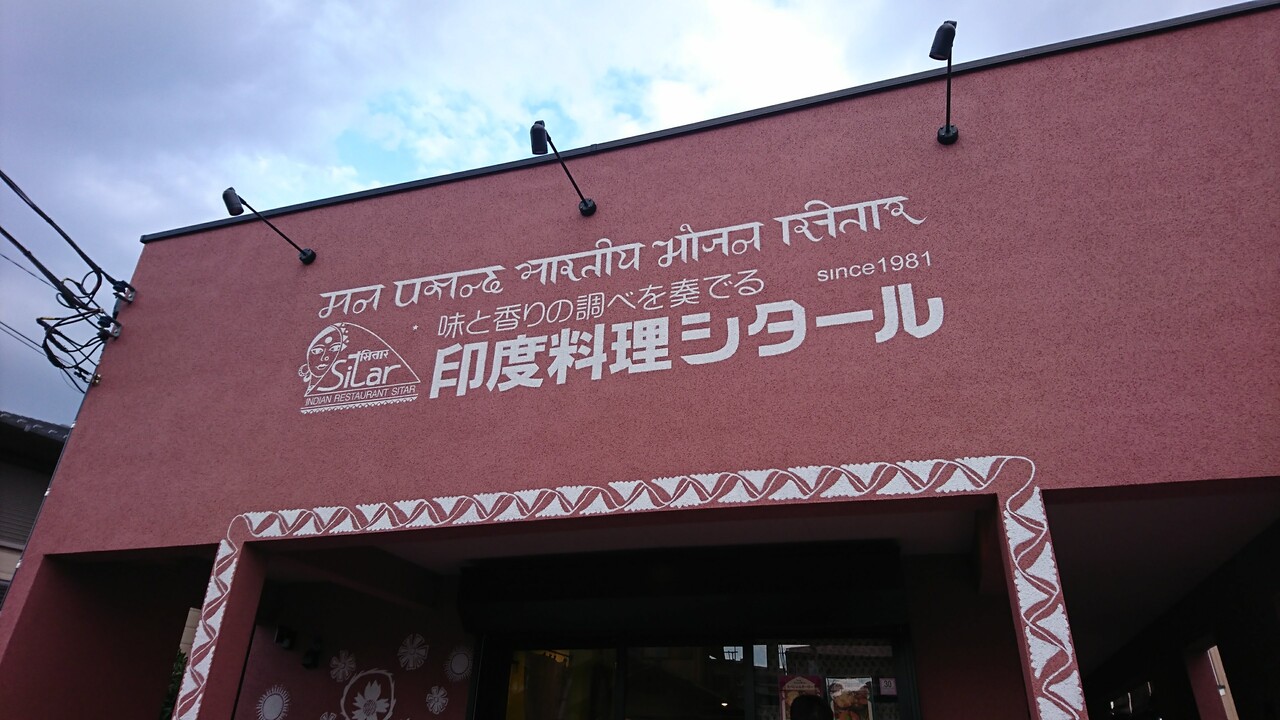 मन पसन्द भारतीय भोजन सितार
味と香りの調べを奏でる
since1981
印度料理シタール
सितार
Sitar
INDIAN RESTAURANT SITAR